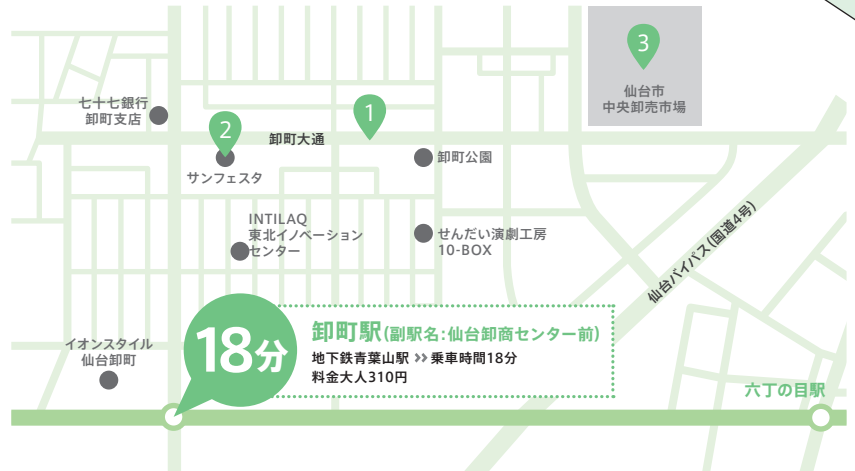 3
仙台市
中央卸売市場
七十七銀行
卸町支店
1
2
卸町大通
サンフェスタ
卸町公園
INTILAQ
東北イノベーション
センター
せんだい演劇工房
10-BOX
仙台バイパス(国道4号)
イオンスタイル
仙台卸町
18分
卸町駅(副駅名:仙台卸商センター前)
地下鉄青葉山駅 >> 乗車時間18分
料金大人310円
六丁の目駅